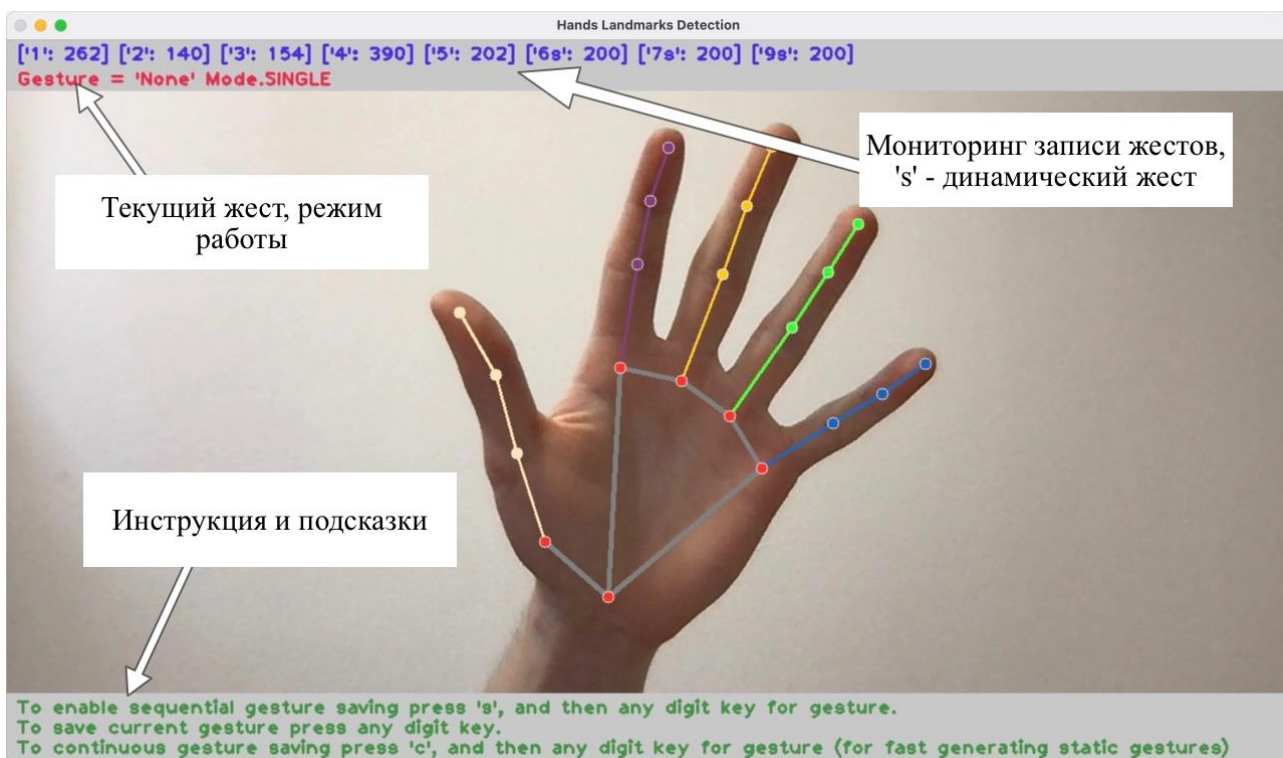 Hands Landmarks Detection
['1': 262] ['2': 140] ['3': 154] ['4': 390] ['5': 202] ['6s': 200] ['7s': 200] ['9s': 200]
Gesture = 'None' Mode.SINGLE
Мониторинг записи жестов,
's' - динамический жест
Текущий жест, режим
работы
Инструкция и подсказки
To enable sequential gesture saving press 's', and then any digit key for gesture.
To save current gesture press any digit key.
To continuous gesture saving press 'c', and then any digit key for gesture (for fast generating static gestures)